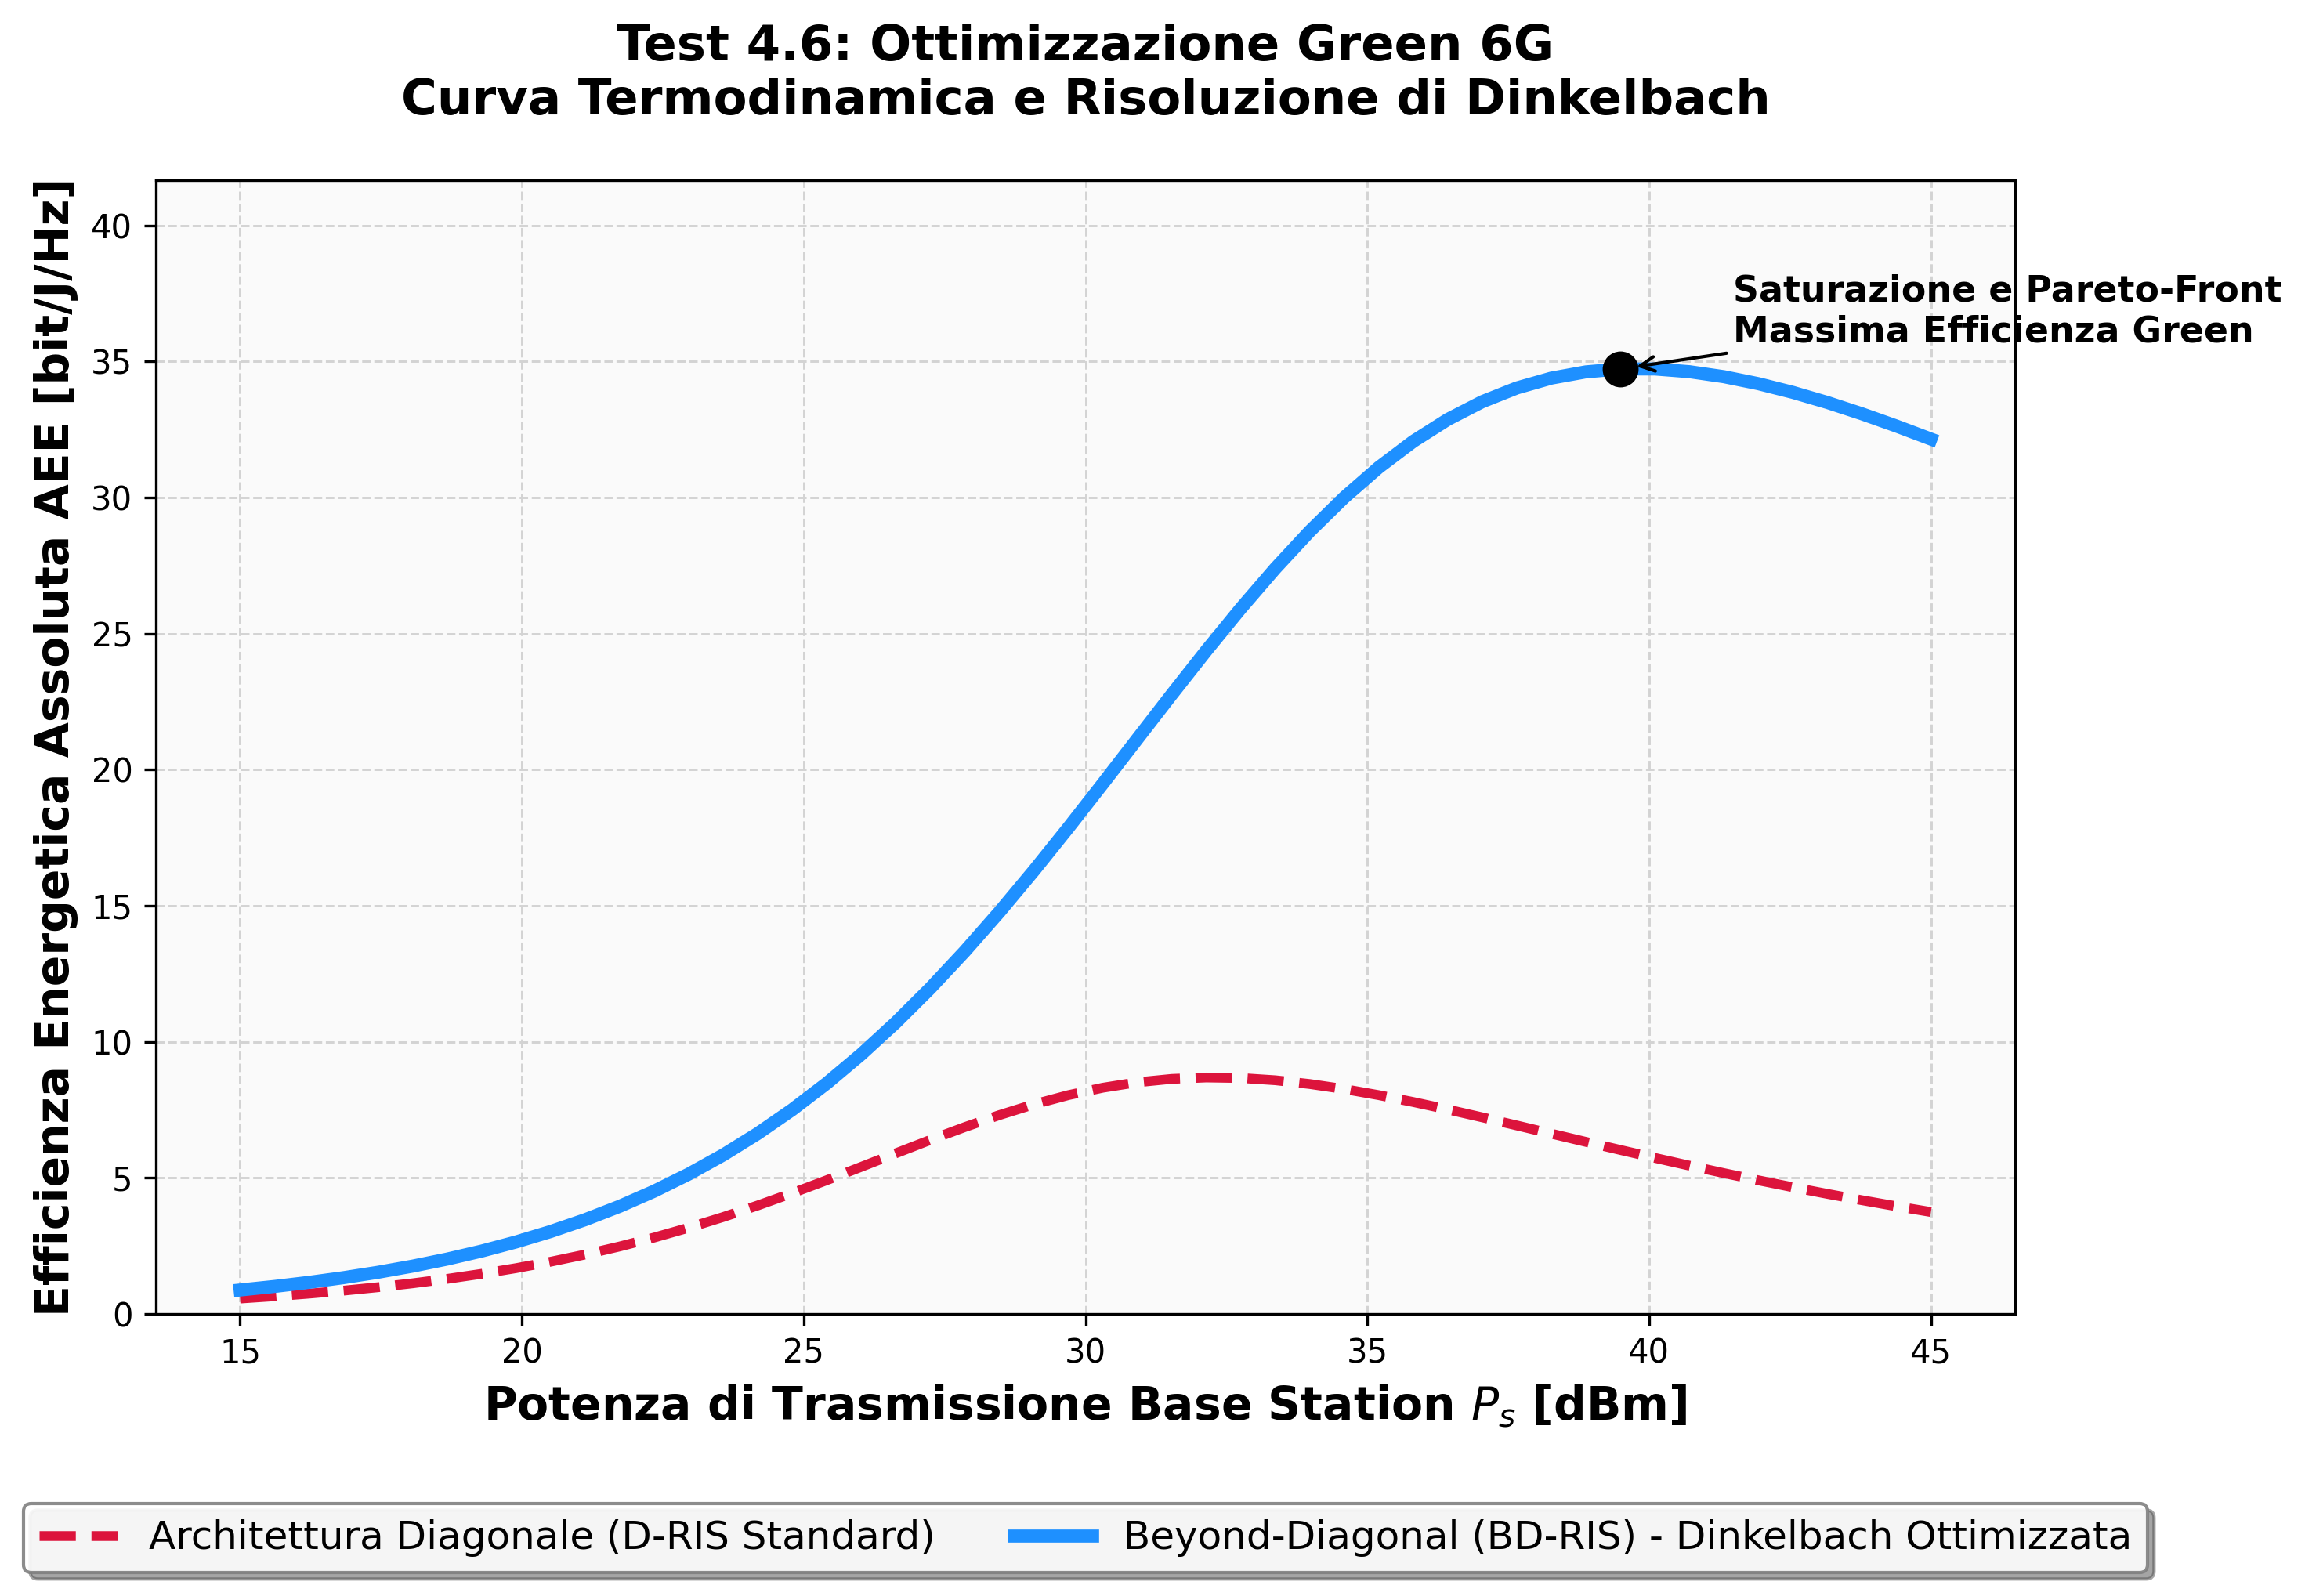 Test 4.6: Ottimizzazione Green 6G
Curva Termodinamica e Risoluzione di Dinkelbach
Efficienza Energetica Assoluta AEE [bit/J/Hz]
40
35
30
25
20
15
10
5
0
Saturazione e Pareto-Front
Massima Efficienza Green
15 20 25 30 35 40 45
Potenza di Trasmissione Base Station P_s [dBm]
Architettura Diagonale (D-RIS Standard) Beyond-Diagonal (BD-RIS) - Dinkelbach Ottimizzata